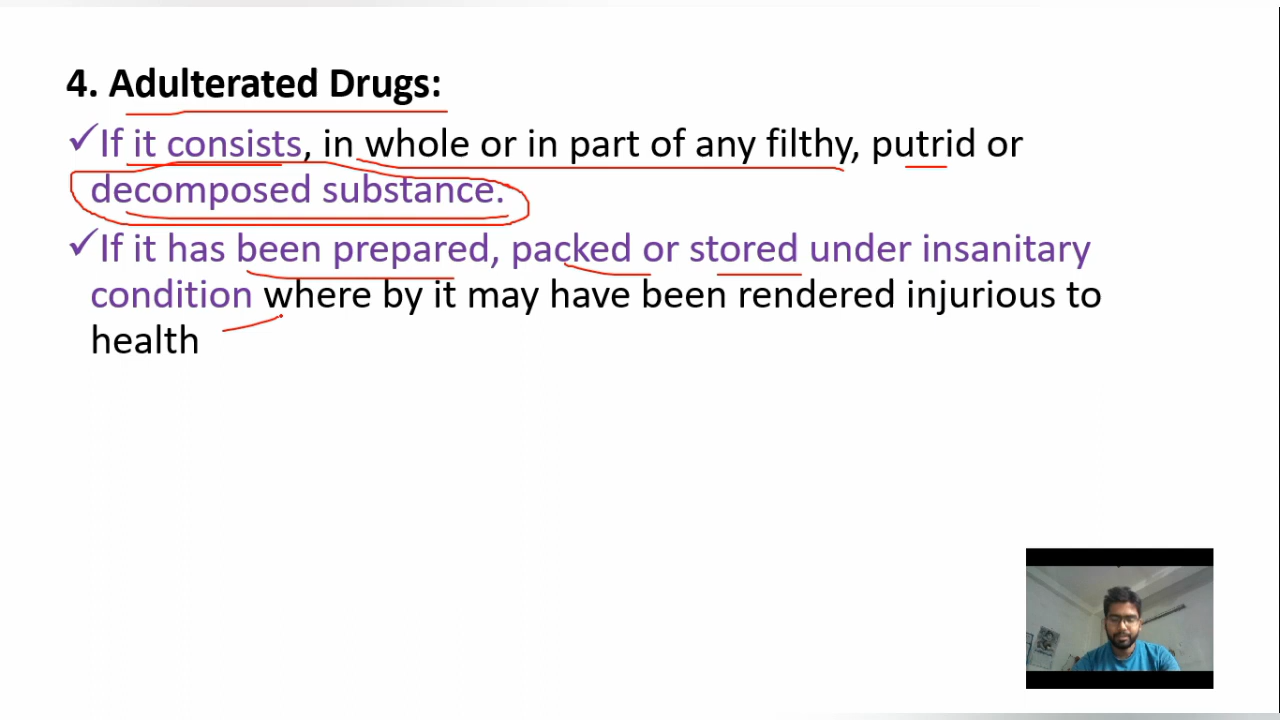 4. Adulterated Drugs:
✓If it consists, in whole or in part of any filthy, putrid or
decomposed substance.
✓If it has been prepared, packed or stored under insanitary
condition where by it may have been rendered injurious to
health